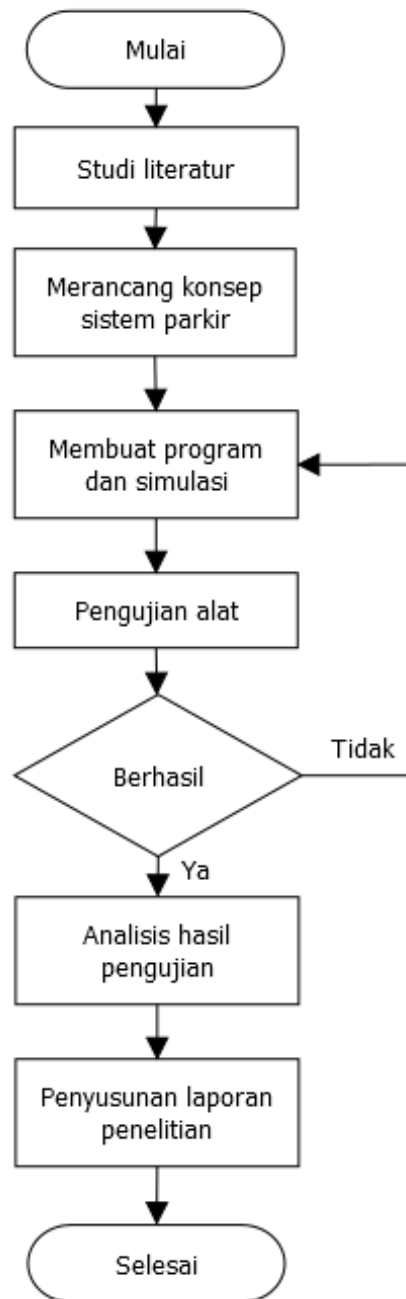 Mulai
Studi literatur
Merancang konsep
sistem parkir
Membuat program
dan simulasi
Pengujian alat
Berhasil
Tidak
Ya
Analisis hasil
pengujian
Penyusunan laporan
penelitian
Selesai